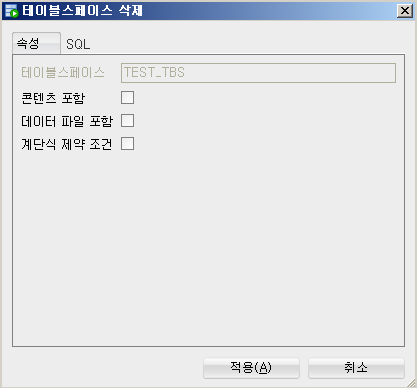 테이블스페이스 삭제
속성 SQL
테이블스페이스 TEST_TBS
콘텐츠 포함
데이터 파일 포함
계단식 제약 조건
적용(A) 취소